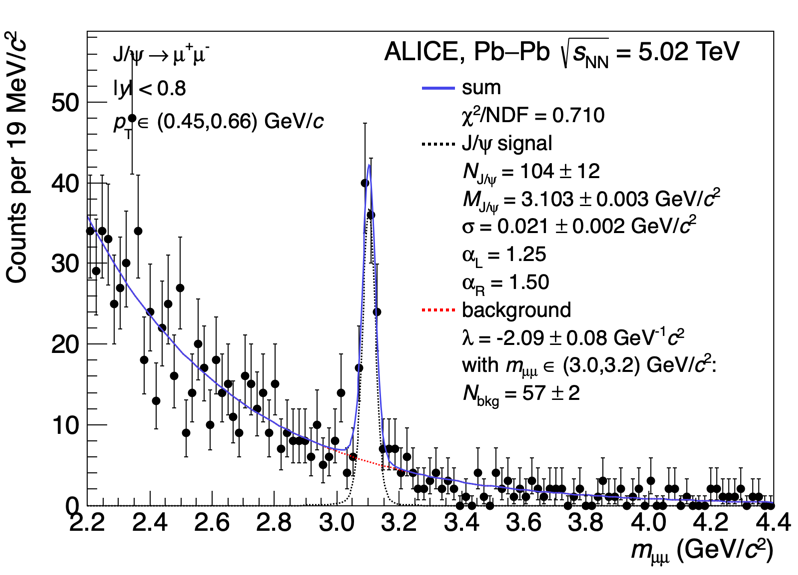 J/ψ → μ⁺μ⁻
|y| < 0.8
p_T ∈ (0.45,0.66) GeV/c
ALICE, Pb–Pb √s_NN = 5.02 TeV
sum
χ²/NDF = 0.710
J/ψ signal
N_J/ψ = 104 ± 12
M_J/ψ = 3.103 ± 0.003 GeV/c²
σ = 0.021 ± 0.002 GeV/c²
α_L = 1.25
α_R = 1.50
background
λ = -2.09 ± 0.08 GeV⁻¹c²
with m_μμ ∈ (3.0,3.2) GeV/c²:
N_bkg = 57 ± 2
Counts per 19 MeV/c²
50
40
30
20
10
0
2.2 2.4 2.6 2.8 3.0 3.2 3.4 3.6 3.8 4.0 4.2 4.4
m_μμ (GeV/c²)